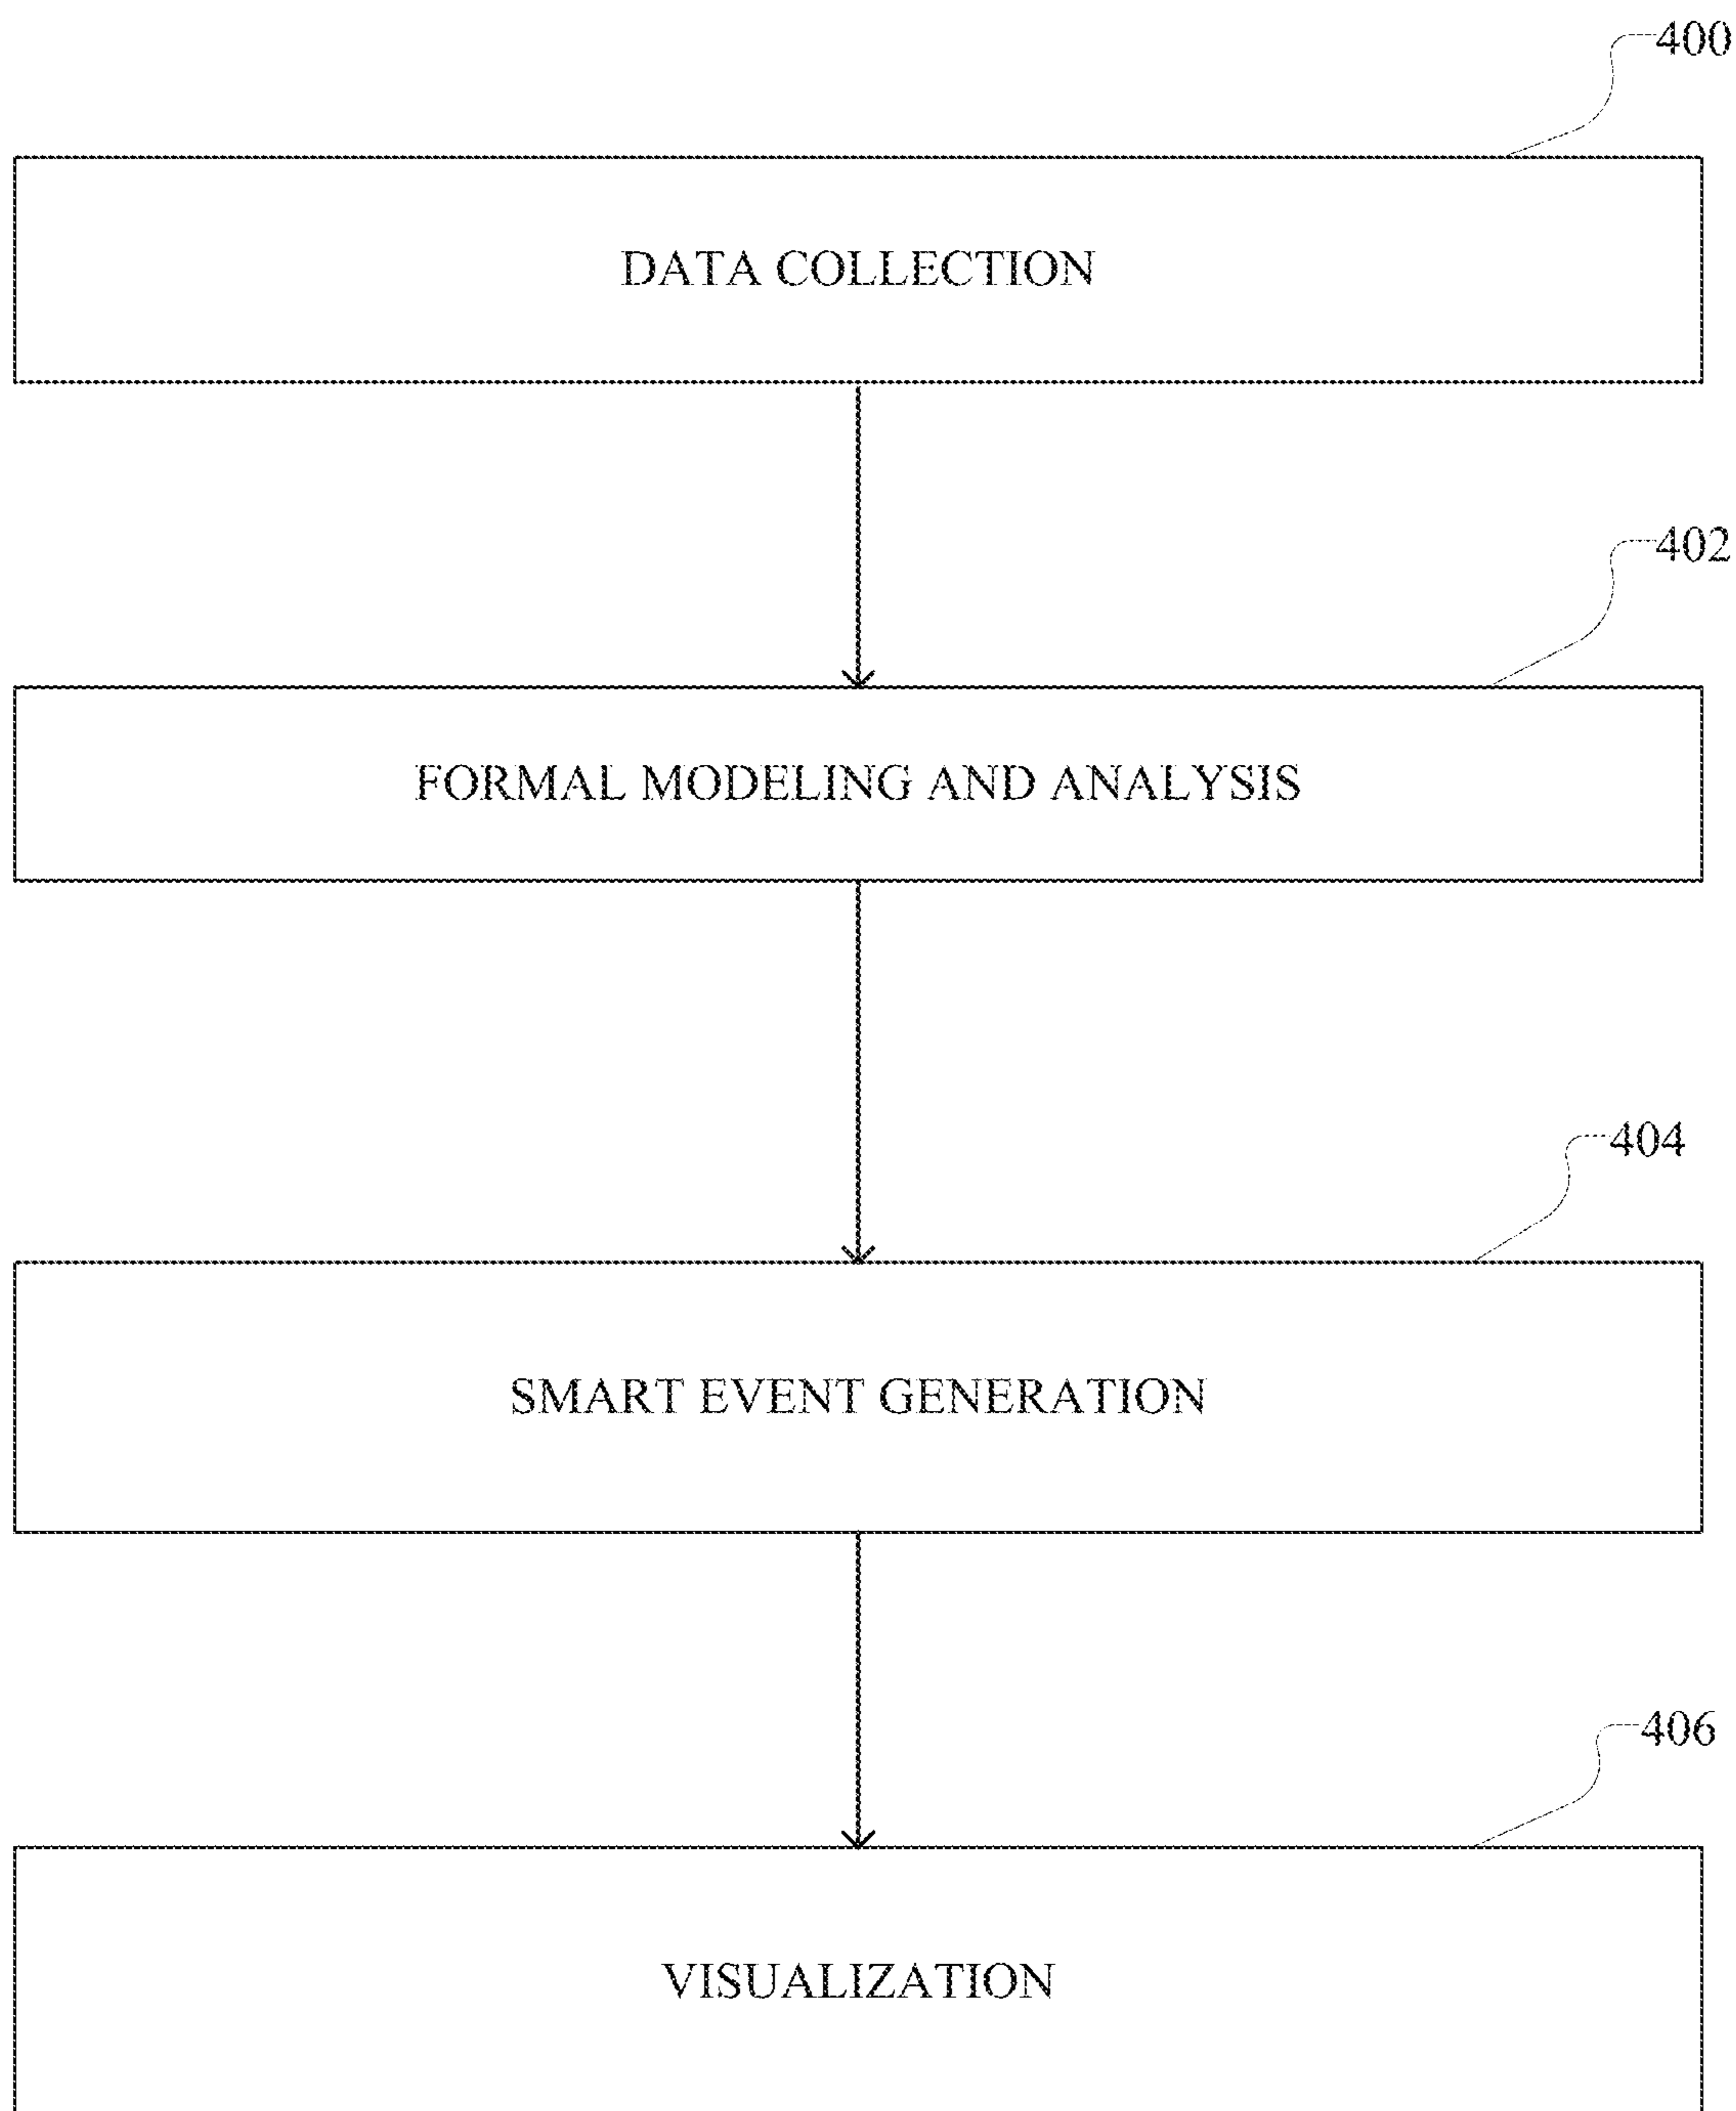 400
DATA COLLECTION
402
FORMAL MODELING AND ANALYSIS
404
SMART EVENT GENERATION
406
VISUALIZATION